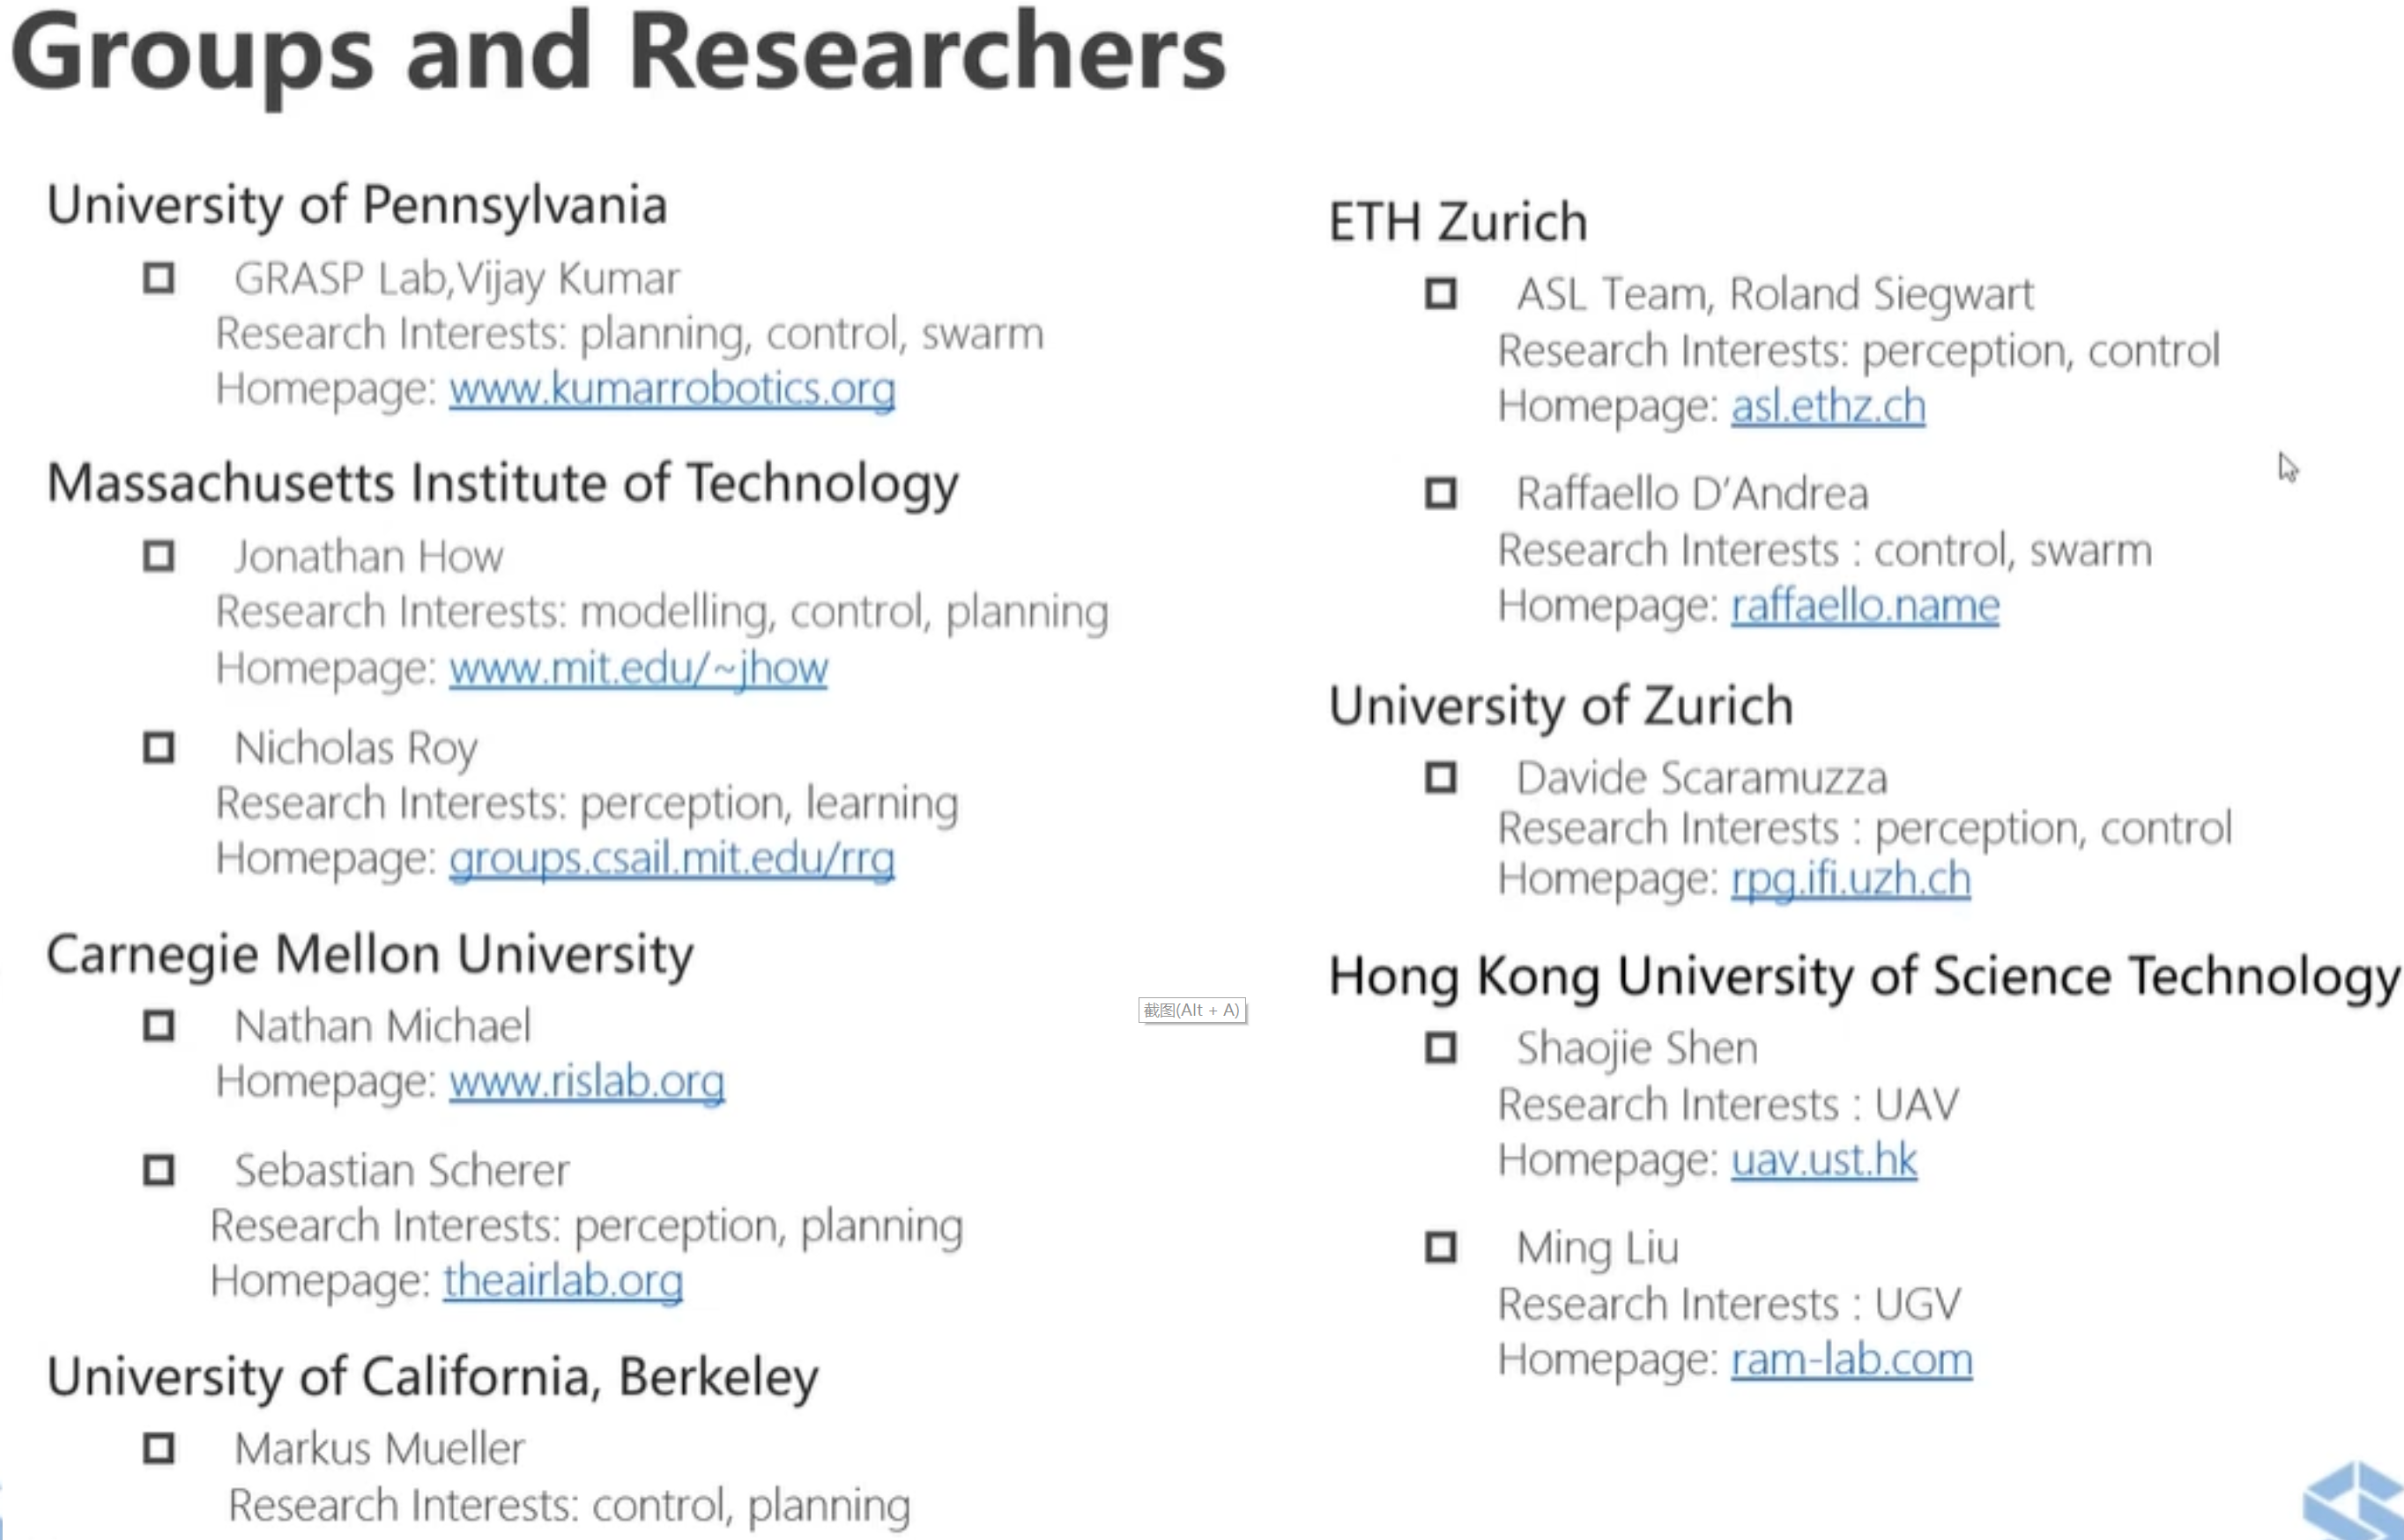 Groups and Researchers
University of Pennsylvania
GRASP Lab,Vijay Kumar
Research Interests: planning, control, swarm
Homepage: www.kumarrobotics.org
Massachusetts Institute of Technology
Jonathan How
Research Interests: modelling, control, planning
Homepage: www.mit.edu/~jhow
Nicholas Roy
Research Interests: perception, learning
Homepage: groups.csail.mit.edu/rrg
Carnegie Mellon University
Nathan Michael
Homepage: www.rislab.org
Sebastian Scherer
Research Interests: perception, planning
Homepage: theairlab.org
University of California, Berkeley
Markus Mueller
Research Interests: control, planning
ETH Zurich
ASL Team, Roland Siegwart
Research Interests: perception, control
Homepage: asl.ethz.ch
Raffaello D’Andrea
Research Interests : control, swarm
Homepage: raffaello.name
University of Zurich
Davide Scaramuzza
Research Interests : perception, control
Homepage: rpg.ifi.uzh.ch
Hong Kong University of Science Technology
Shaojie Shen
Research Interests : UAV
Homepage: uav.ust.hk
Ming Liu
Research Interests : UGV
Homepage: ram-lab.com
截图(Alt + A)